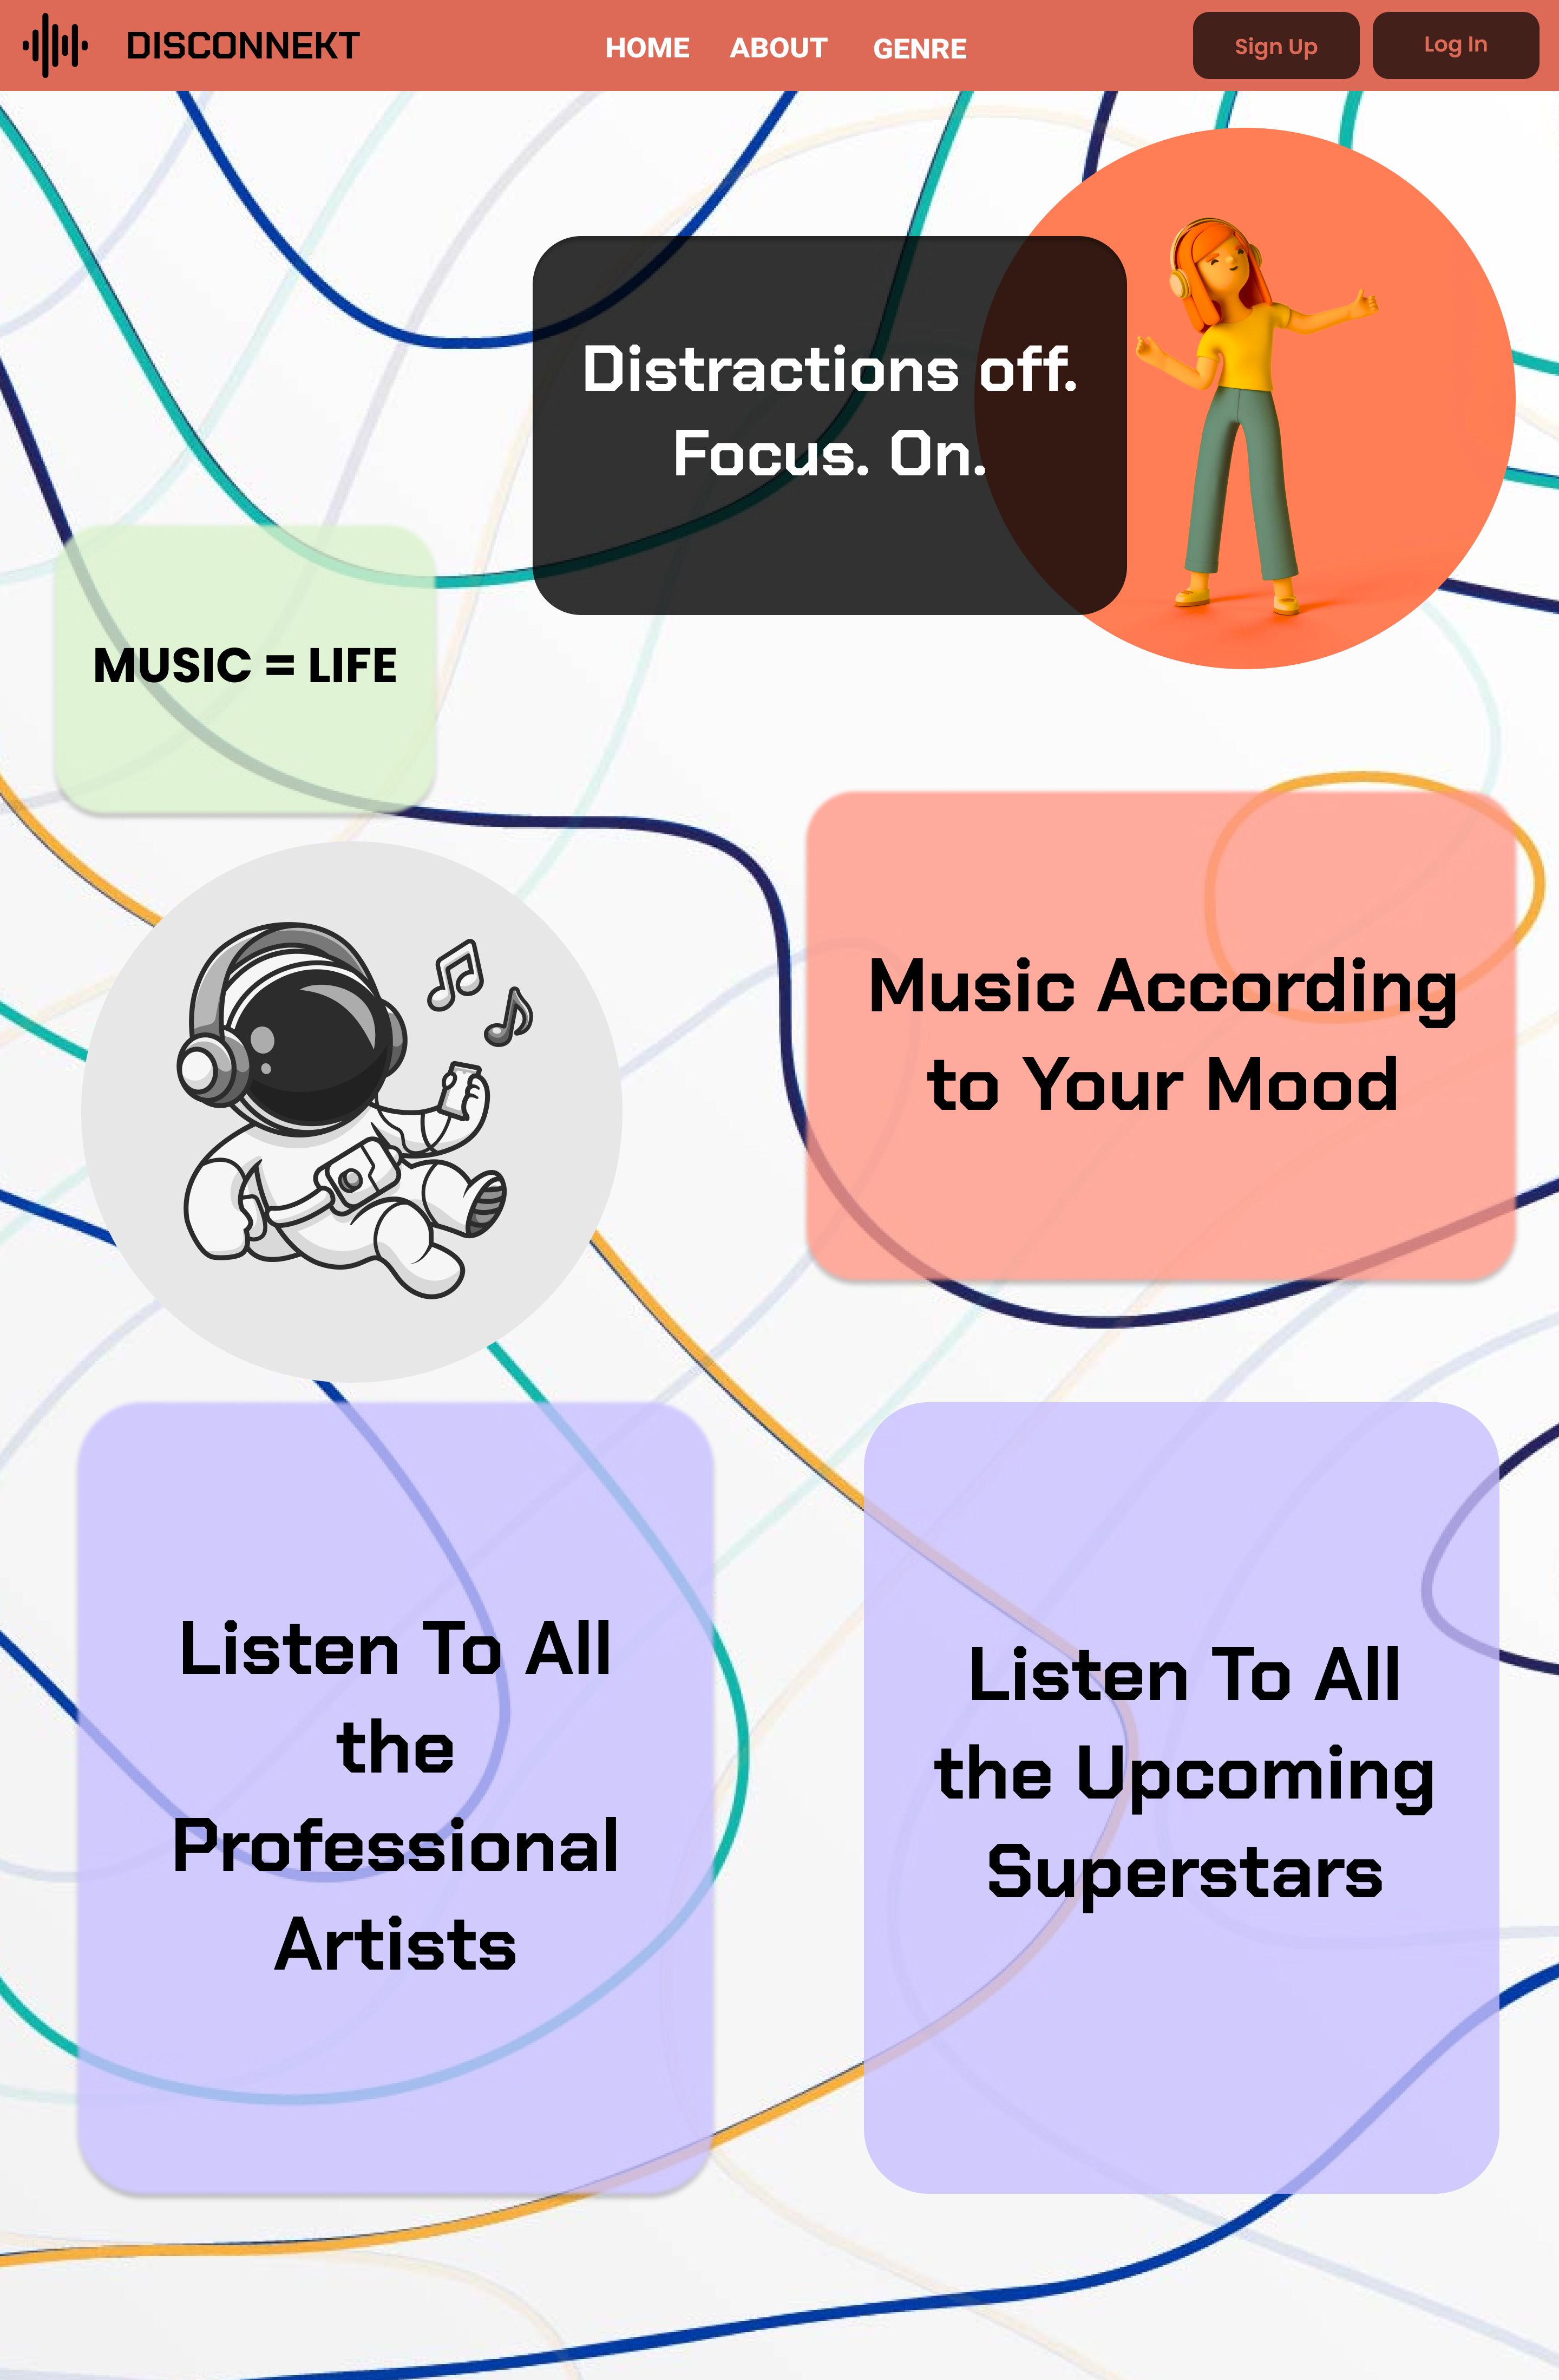 DISCONNEKT
HOME ABOUT GENRE
Sign Up
Log In
Distractions off.
Focus. On.
MUSIC = LIFE
Music According
to Your Mood
Listen To All
the
Professional
Artists
Listen To All
the Upcoming
Superstars